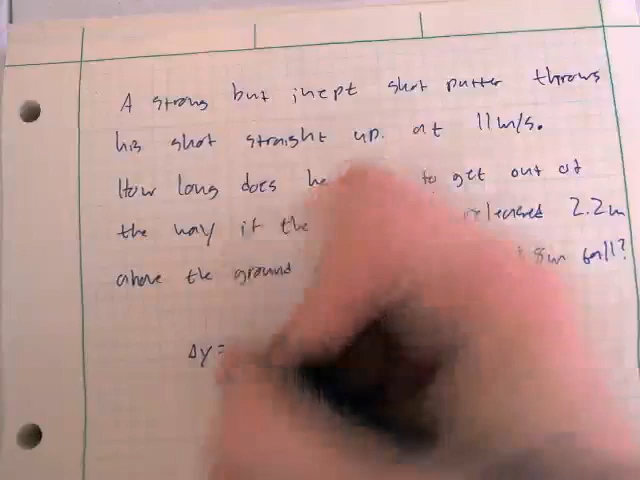 A strong but inept shot putter throws
his shot straight up. at 11m/s.
How long does he to get out of
the way if the released 2.2m
above the ground 8m tall?
Δy=